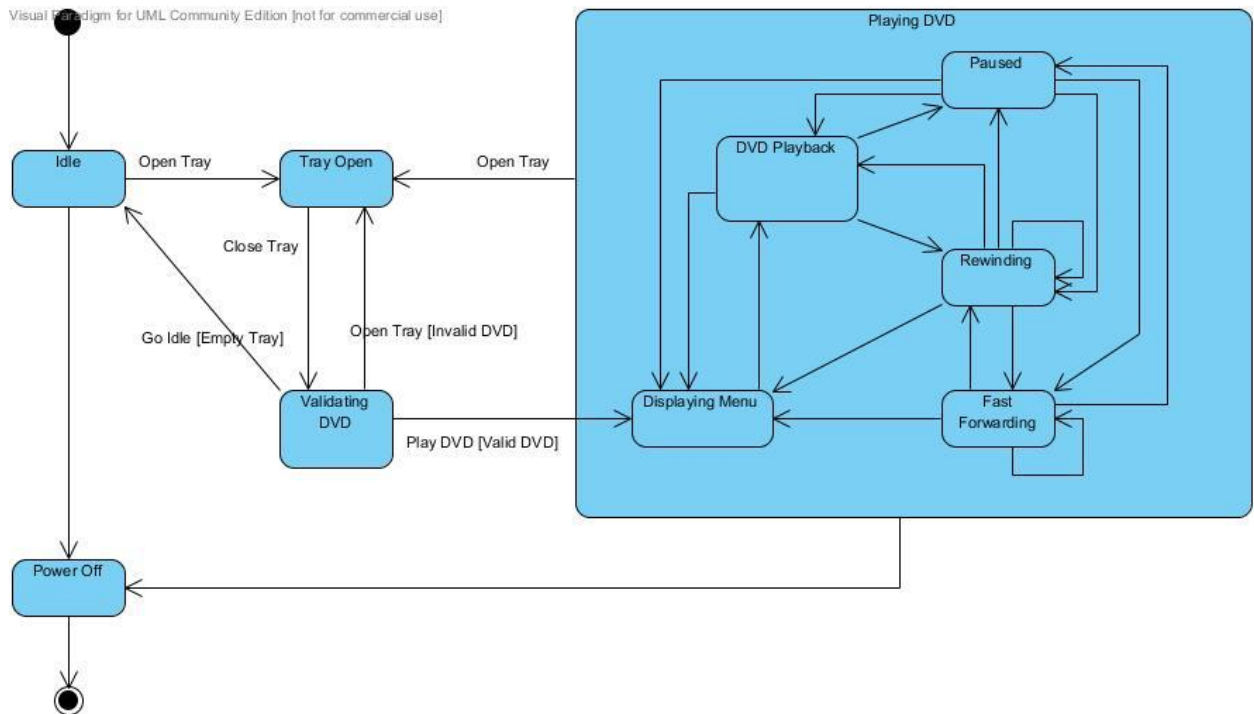 Visual Paradigm for UML Community Edition [not for commercial use]
Playing DVD
Paused
DVD Playback
Idle
Open Tray
Tray Open
Open Tray
Close Tray
Rewinding
Go Idle [Empty Tray]
Open Tray [Invalid DVD]
Validating
DVD
Displaying Menu
Fast
Forwarding
Play DVD [Valid DVD]
Power Off